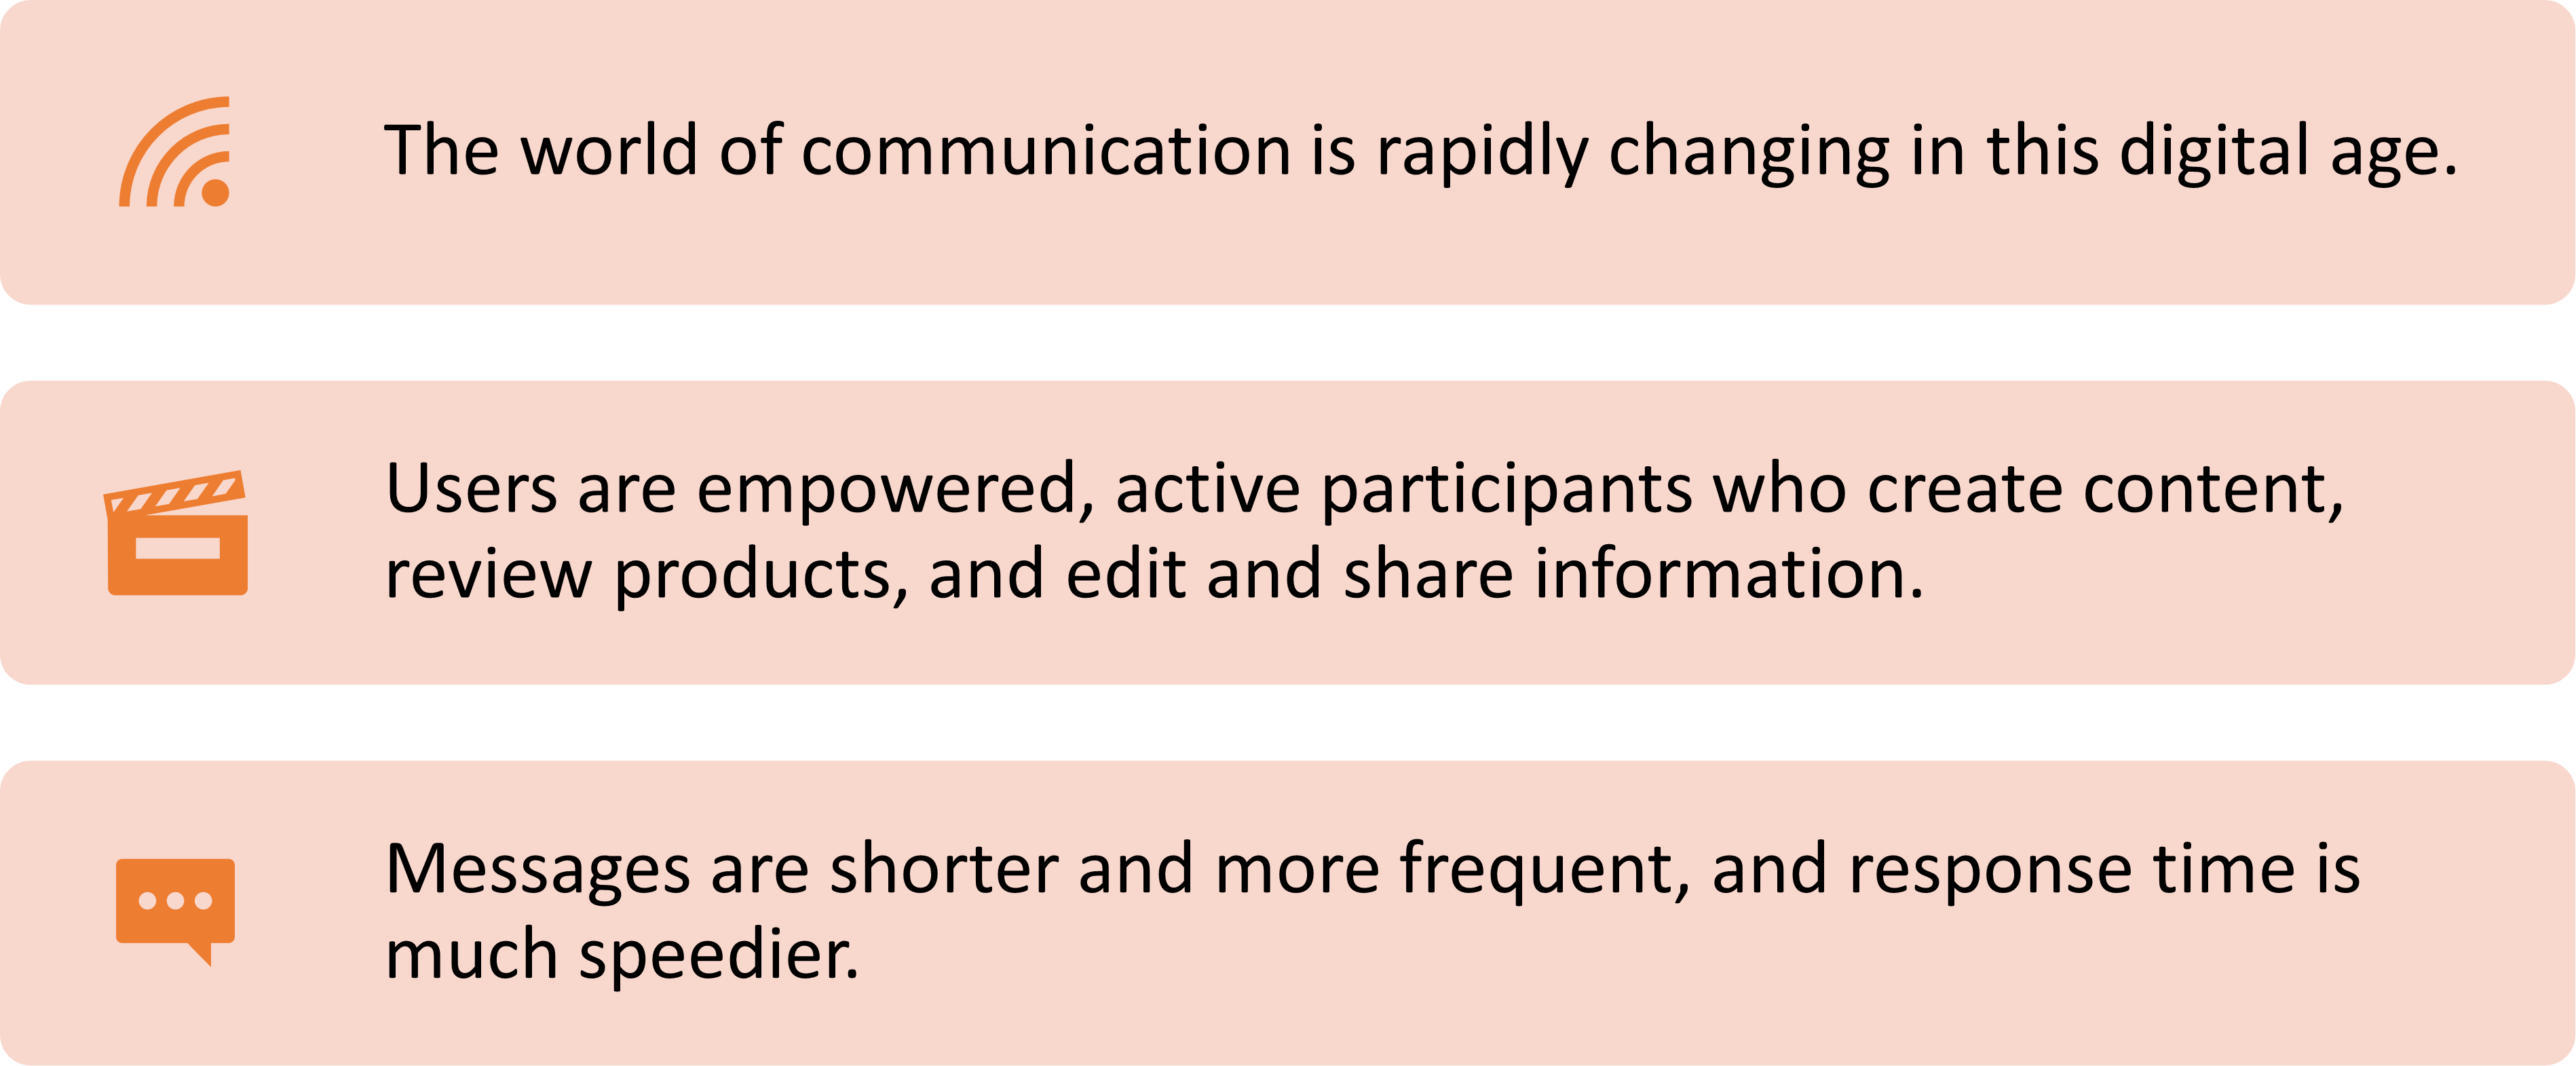 The world of communication is rapidly changing in this digital age.
Users are empowered, active participants who create content,
review products, and edit and share information.
Messages are shorter and more frequent, and response time is
much speedier.